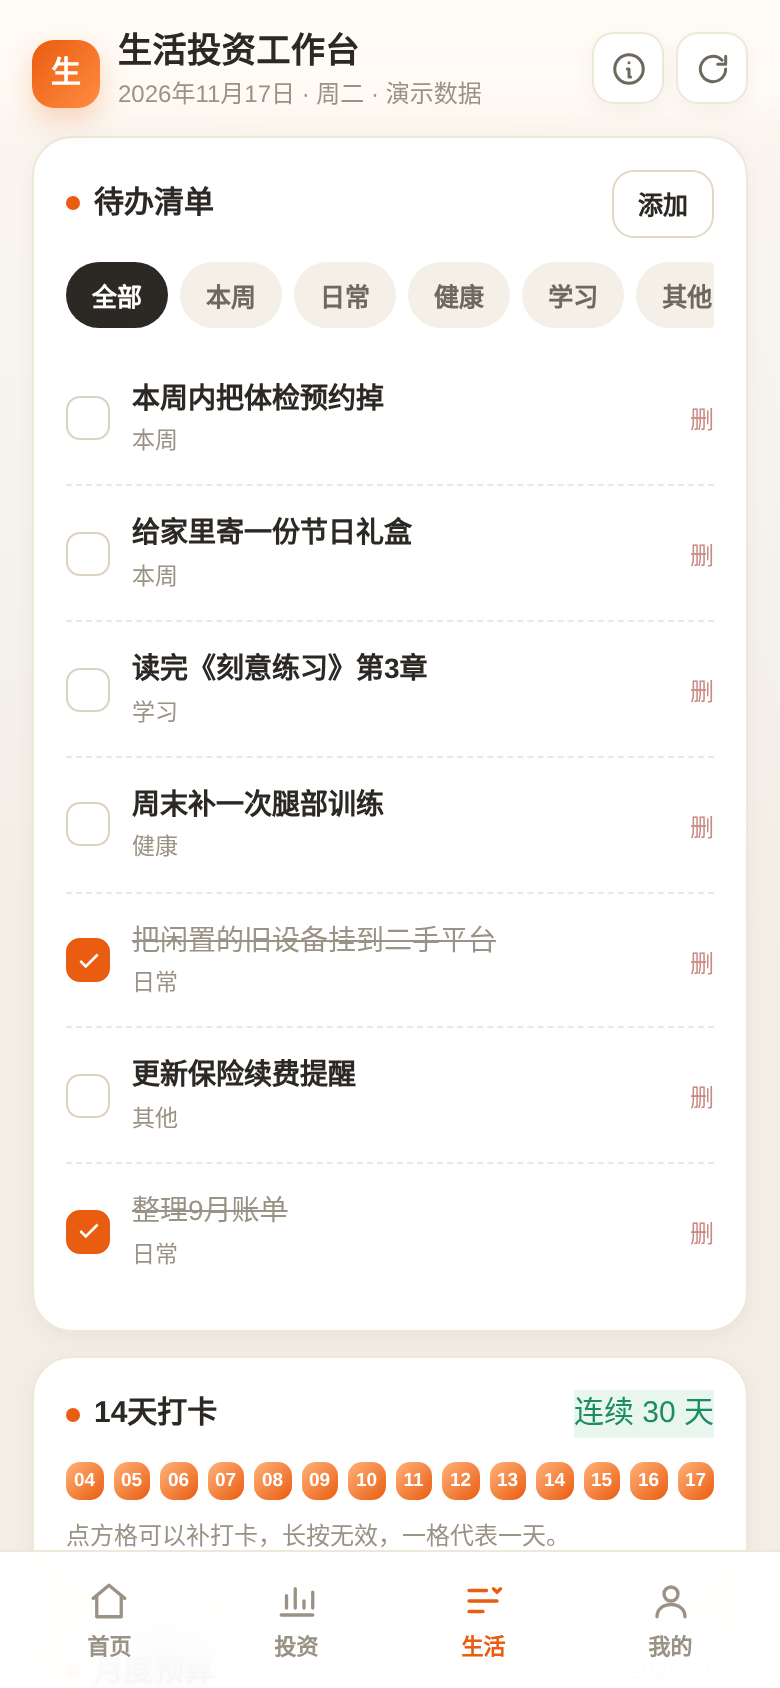 生
生活投资工作台
2026年11月17日 · 周二 · 演示数据
待办清单
添加
全部
本周
日常
健康
学习
其他
本周内把体检预约掉
本周
删
给家里寄一份节日礼盒
本周
删
读完《刻意练习》第3章
学习
删
周末补一次腿部训练
健康
删
把闲置的旧设备挂到二手平台
日常
删
更新保险续费提醒
其他
删
整理9月账单
日常
删
14天打卡
连续 30 天
04 05 06 07 08 09 10 11 12 13 14 15 16 17
点方格可以补打卡，长按无效，一格代表一天。
月度预算
首页
投资
生活
我的